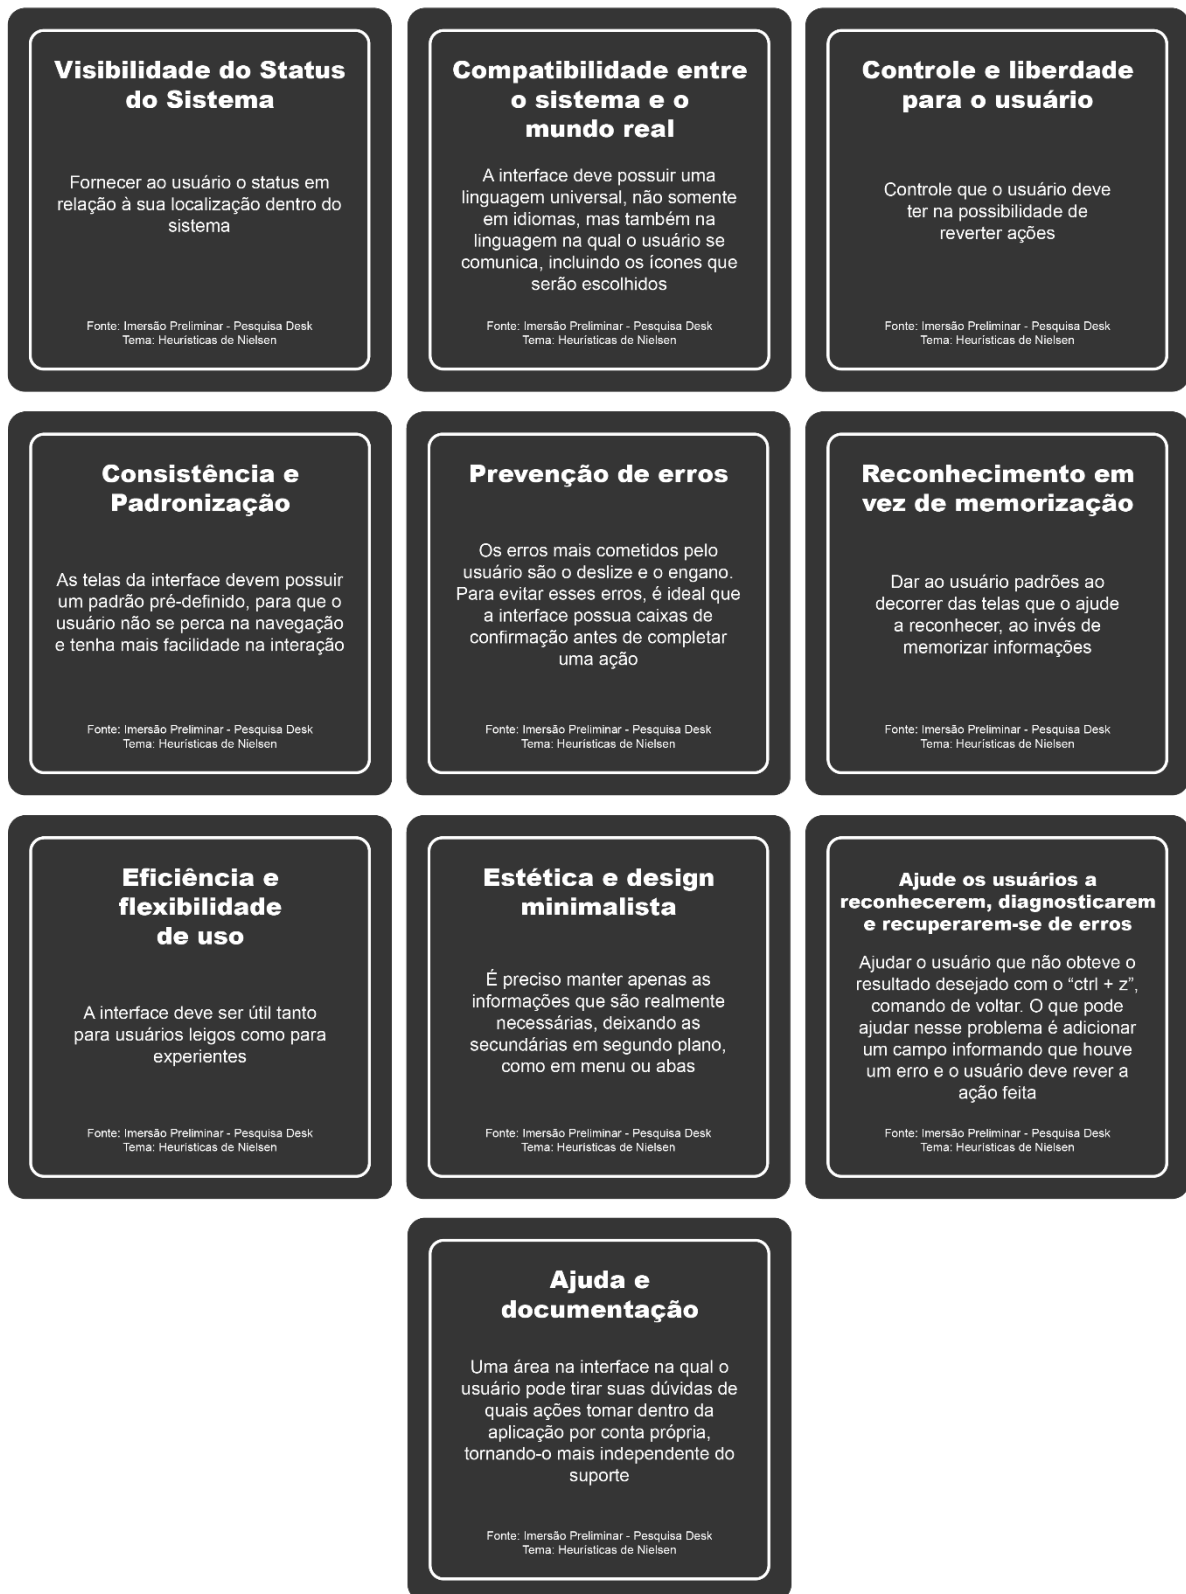 Visibilidade do Status
do Sistema
Fornecer ao usuário o status em
relação à sua localização dentro do
sistema
Fonte: Imersão Preliminar - Pesquisa Desk
Tema: Heurísticas de Nielsen
Compatibilidade entre
o sistema e o
mundo real
A interface deve possuir uma
linguagem universal, não somente
em idiomas, mas também na
linguagem na qual o usuário se
comunica, incluindo os ícones que
serão escolhidos
Fonte: Imersão Preliminar - Pesquisa Desk
Tema: Heurísticas de Nielsen
Controle e liberdade
para o usuário
Controle que o usuário deve
ter na possibilidade de
reverter ações
Fonte: Imersão Preliminar - Pesquisa Desk
Tema: Heurísticas de Nielsen
Consistência e
Padronização
As telas da interface devem possuir
um padrão pré-definido, para que o
usuário não se perca na navegação
e tenha mais facilidade na interação
Fonte: Imersão Preliminar - Pesquisa Desk
Tema: Heurísticas de Nielsen
Prevenção de erros
Os erros mais cometidos pelo
usuário são o deslize e o engano.
Para evitar esses erros, é ideal que
a interface possua caixas de
confirmação antes de completar
uma ação
Fonte: Imersão Preliminar - Pesquisa Desk
Tema: Heurísticas de Nielsen
Reconhecimento em
vez de memorização
Dar ao usuário padrões ao
decorrer das telas que o ajude
a reconhecer, ao invés de
memorizar informações
Fonte: Imersão Preliminar - Pesquisa Desk
Tema: Heurísticas de Nielsen
Eficiência e
flexibilidade
de uso
A interface deve ser útil tanto
para usuários leigos como para
experientes
Fonte: Imersão Preliminar - Pesquisa Desk
Tema: Heurísticas de Nielsen
Estética e design
minimalista
É preciso manter apenas as
informações que são realmente
necessárias, deixando as
secundárias em segundo plano,
como em menu ou abas
Fonte: Imersão Preliminar - Pesquisa Desk
Tema: Heurísticas de Nielsen
Ajude os usuários a
reconhecerem, diagnosticarem
e recuperarem-se de erros
Ajudar o usuário que não obteve o
resultado desejado com o “ctrl + z”,
comando de voltar. O que pode
ajudar nesse problema é adicionar
um campo informando que houve
um erro e o usuário deve rever a
ação feita
Fonte: Imersão Preliminar - Pesquisa Desk
Tema: Heurísticas de Nielsen
Ajuda e
documentação
Uma área na interface na qual o
usuário pode tirar suas dúvidas de
quais ações tomar dentro da
aplicação por conta própria,
tornando-o mais independente do
suporte
Fonte: Imersão Preliminar - Pesquisa Desk
Tema: Heurísticas de Nielsen